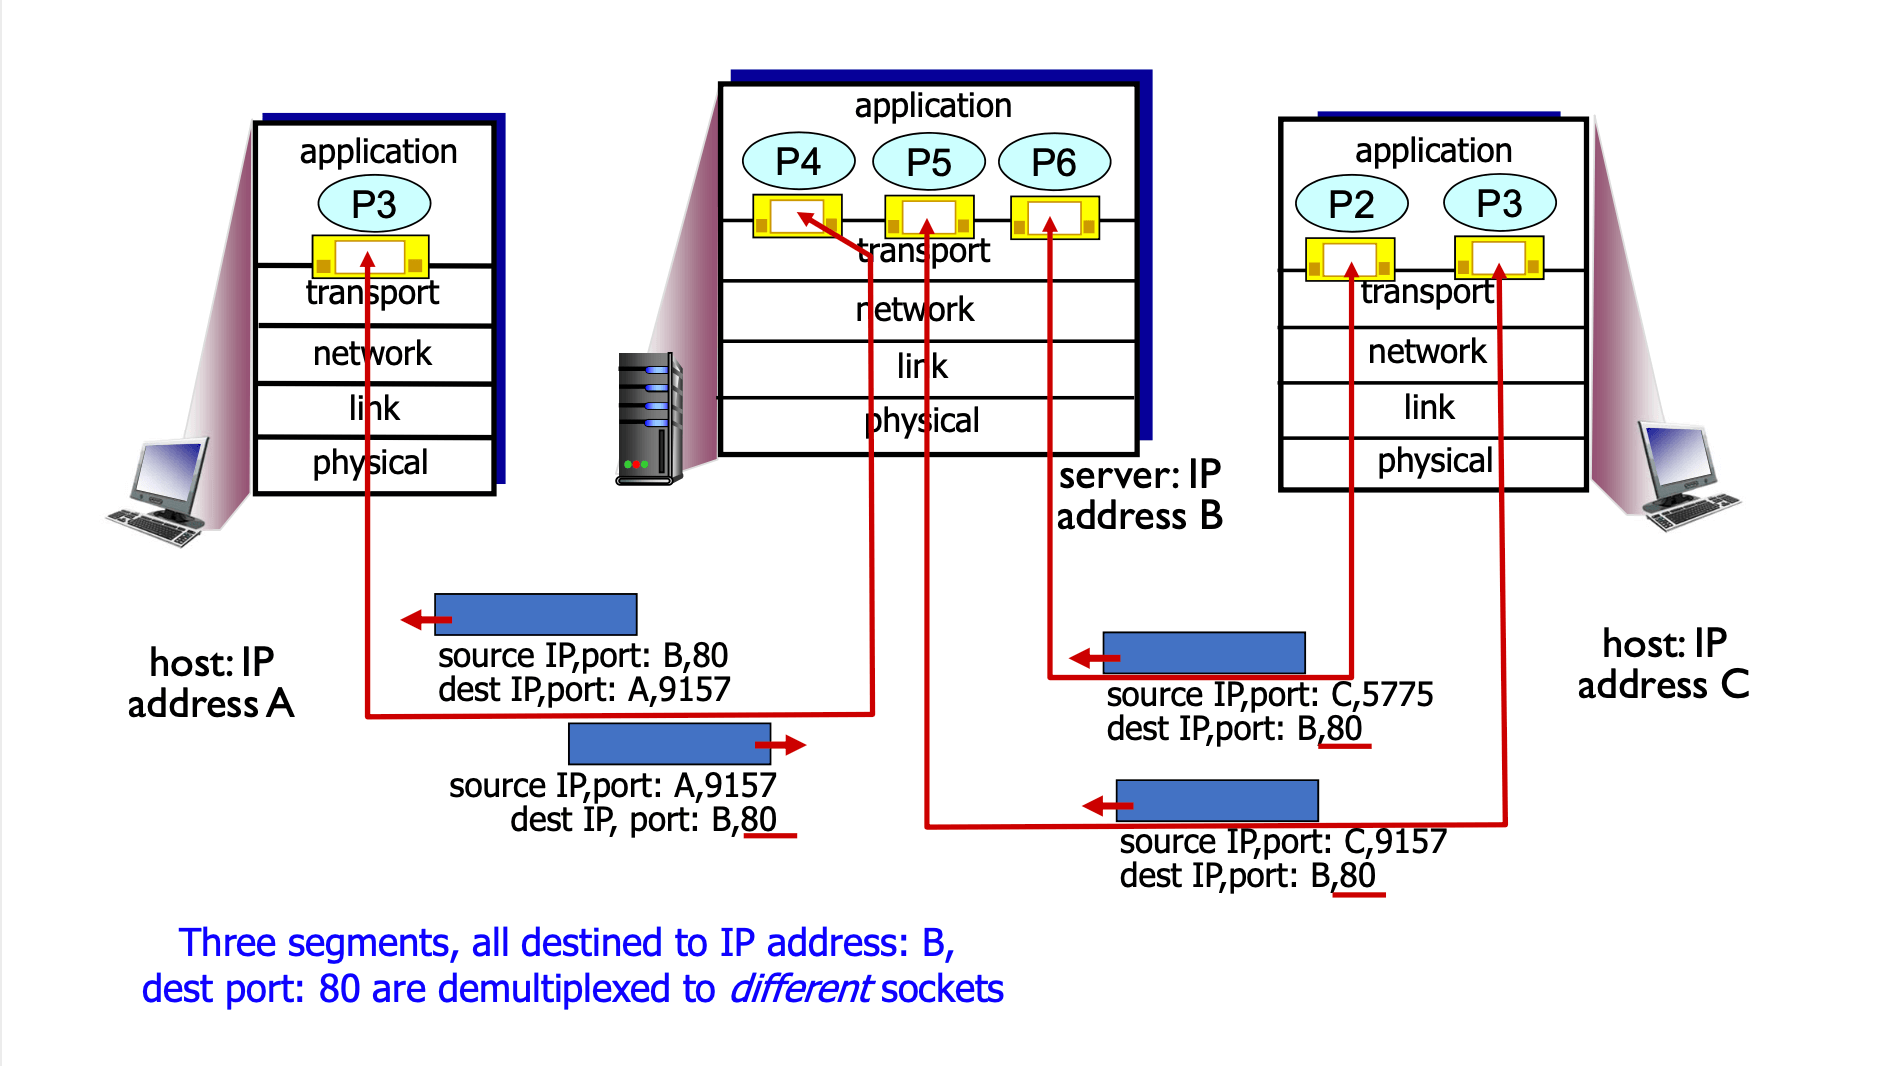 application
P3
transport
network
link
physical
host: IP
address A
application
P4 P5 P6
transport
network
link
physical
server: IP
address B
application
P2 P3
transport
network
link
physical
host: IP
address C
source IP,port: B,80
dest IP,port: A,9157
source IP,port: A,9157
dest IP, port: B,80
source IP,port: C,5775
dest IP,port: B,80
source IP,port: C,9157
dest IP,port: B,80
Three segments, all destined to IP address: B,
dest port: 80 are demultiplexed to different sockets